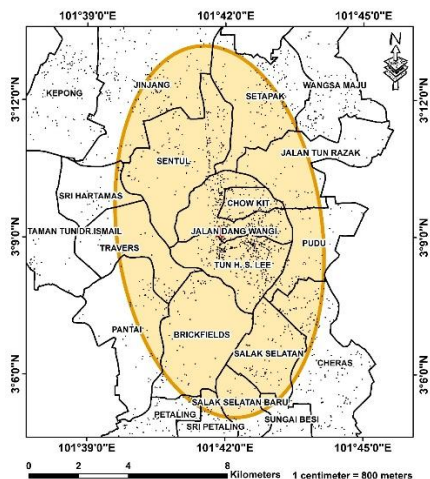 101°39'0"E 101°42'0"E 101°45'0"E
N
3°12'0"N 3°12'0"N
KEPONG
JINJANG
WANGSA MAJU
SETAPAK
SENTUL
JALAN TUN RAZAK
SRI HARTAMAS
CHOW KIT
TAMAN TUN DR.ISMAIL
JALAN DANG WANGI
3°9'0"N 3°9'0"N
TRAVERS
PUDU
TUN H. S. LEE
PANTAI
BRICKFIELDS
SALAK SELATAN
CHERAS
3°6'0"N 3°6'0"N
SALAK SELATAN BARU
PETALING
SUNGAI BESI
SRI PETALING
101°39'0"E 101°42'0"E 101°45'0"E
0 2 4 8
Kilometers
1 centimeter = 800 meters